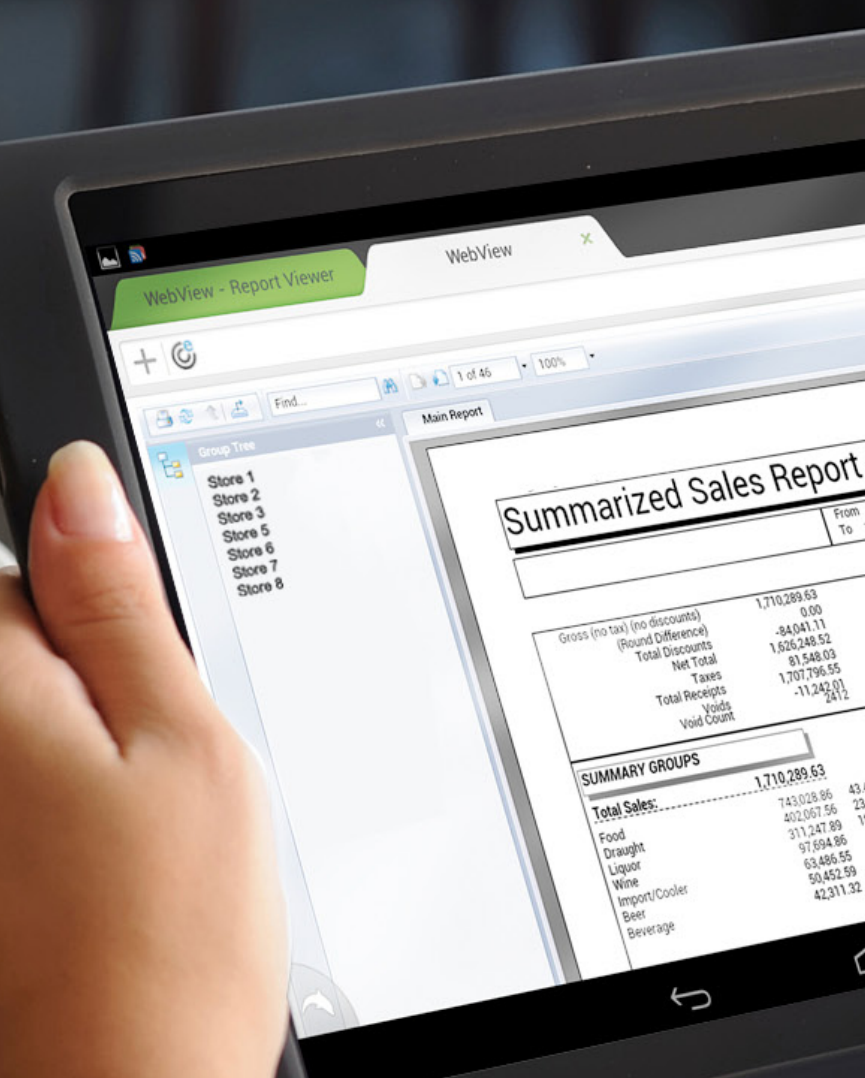 WebView - Report Viewer
WebView
Find...
1 of 46
100%
Group Tree
Main Report
Store 1
Store 2
Store 3
Store 5
Store 6
Store 7
Store 8
Summarized Sales Report
From
To
Gross (no tax) (no discounts) 1,710,289.63
(Round Difference) 0.00
Total Discounts -84,041.11
Net Total 1,626,248.52
Taxes 81,548.03
Total Receipts 1,707,796.55
Voids -11,242.01
Void Count 2412
SUMMARY GROUPS
Total Sales: 1,710,289.63
Food 743,028.86 43.
Draught 402,067.56 23
Liquor 311,247.89
Wine 97,694.86
Import/Cooler 63,486.55
Beer 50,452.59
Beverage 42,311.32